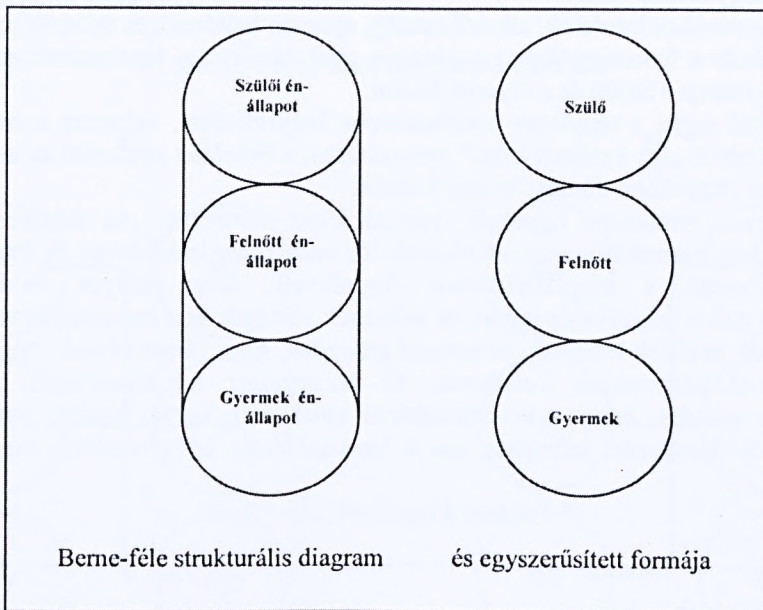 Szülői én-
állapot
Felnőtt én-
állapot
Gyermek én-
állapot
Szülő
Felnőtt
Gyermek
Berne-féle strukturális diagram
és egyszerűsített formája